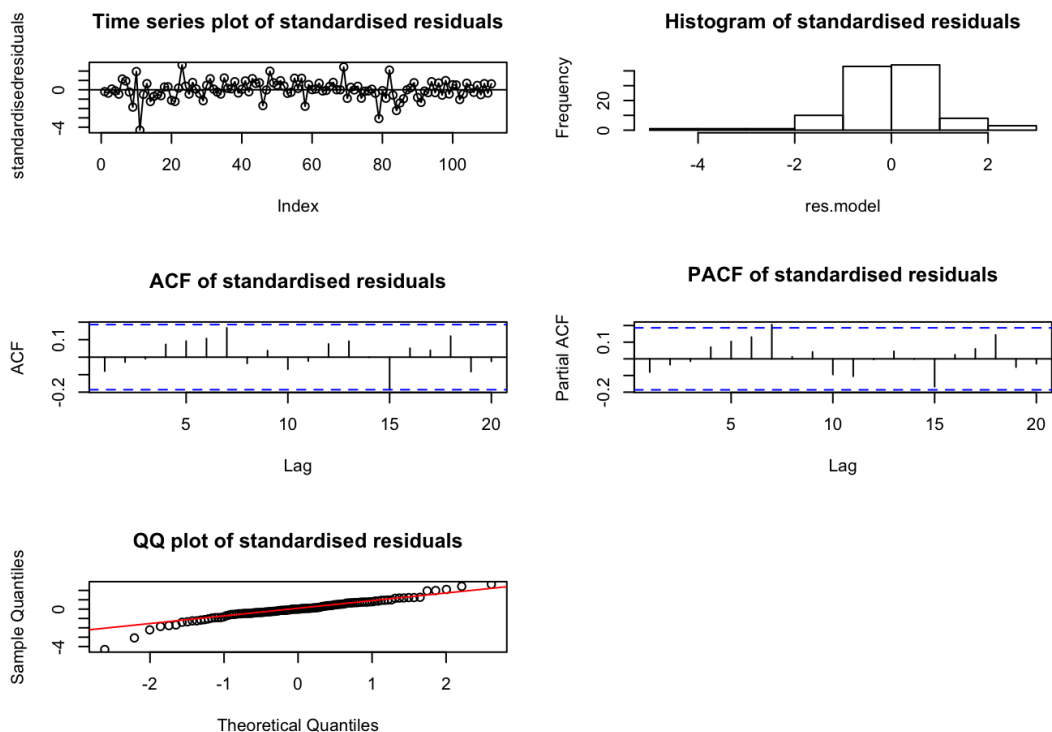 Time series plot of standardised residuals
standardisedresiduals
0
-4
0 20 40 60 80 100
Index
Histogram of standardised residuals
Frequency
20
0
-4 -2 0 2
res.model
ACF of standardised residuals
ACF
0.1
-0.2
5 10 15 20
Lag
PACF of standardised residuals
Partial ACF
0.1
-0.2
5 10 15 20
Lag
QQ plot of standardised residuals
Sample Quantiles
0
-4
-2 -1 0 1 2
Theoretical Quantiles